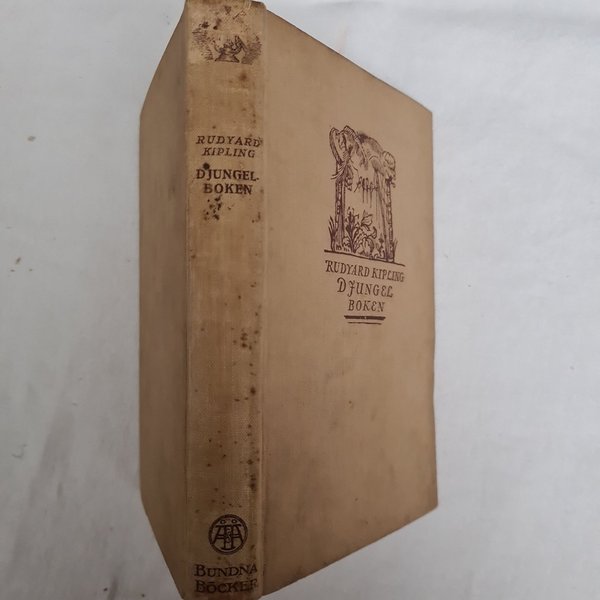 RUDYARD
KIPLING
DJUNGEL-
BOKEN
BUNDNA
BÖCKER
RUDYARD KIPLING
DJUNGEL
BOKEN